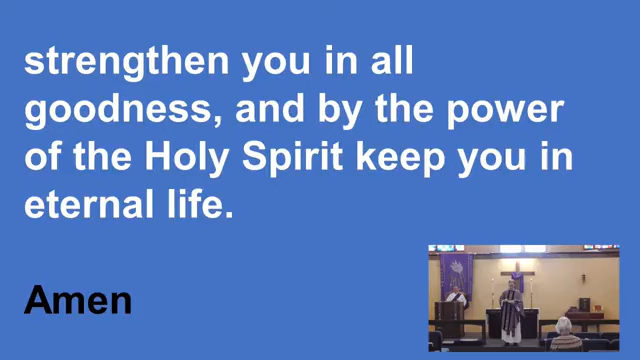 strengthen you in all
goodness, and by the power
of the Holy Spirit keep you in
eternal life.
Amen